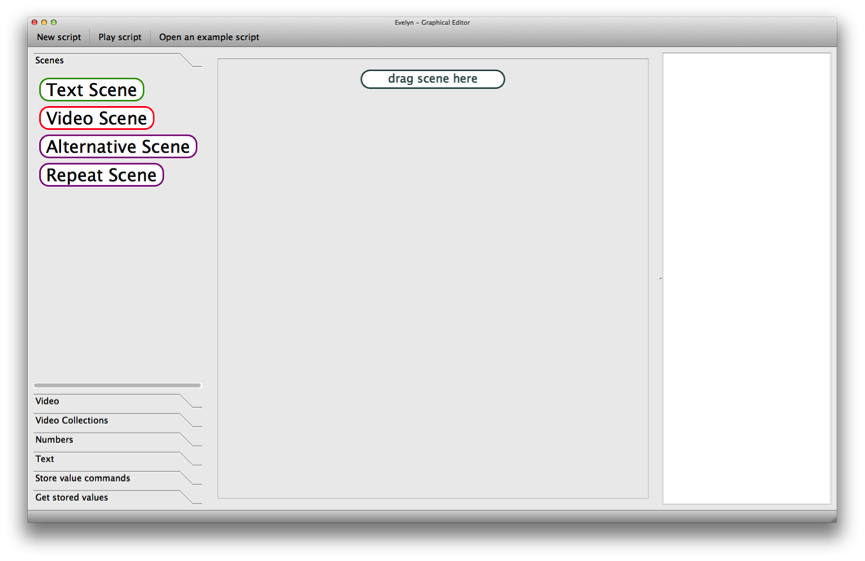 Evelyn - Graphical Editor
New script Play script Open an example script
Scenes
Text Scene
Video Scene
Alternative Scene
Repeat Scene
Video
Video Collections
Numbers
Text
Store value commands
Get stored values
drag scene here